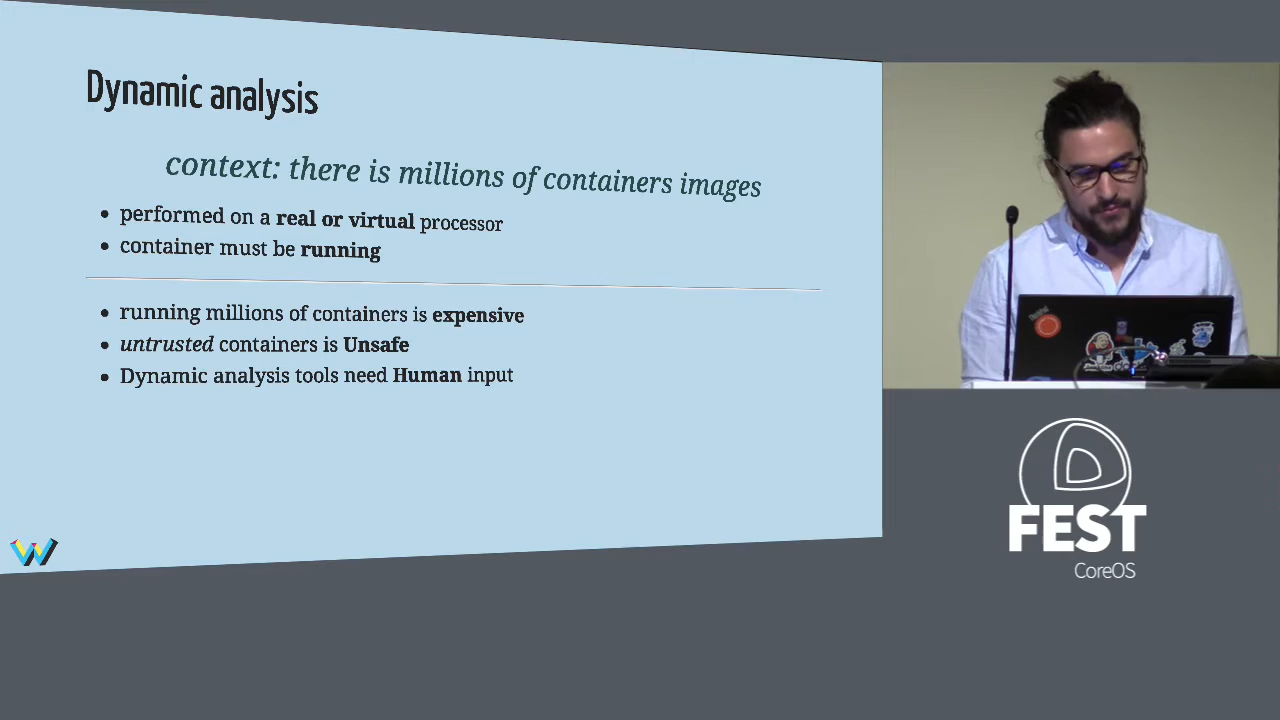 Dynamic analysis
context: there is millions of containers images
performed on a real or virtual processor
container must be running
running millions of containers is expensive
untrusted containers is Unsafe
Dynamic analysis tools need Human input
FEST
CoreOS